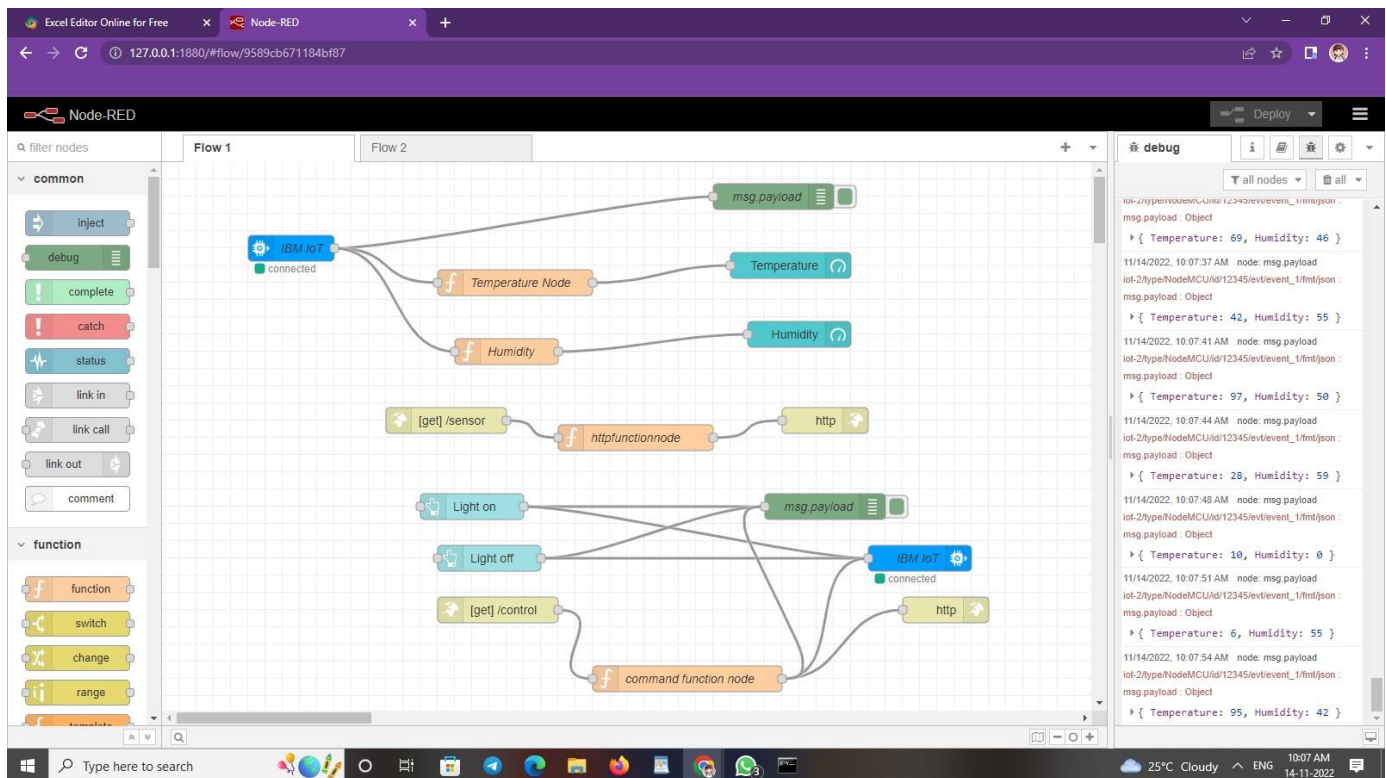 Excel Editor Online for Free
Node-RED
127.0.0.1:1880/#flow/9589cb671184bf87
Node-RED
Deploy
filter nodes
common
inject
debug
complete
catch
status
link in
link call
link out
comment
function
function
switch
change
range
template
Flow 1
Flow 2
msg.payload
IBM IoT
connected
Temperature Node
Temperature
Humidity
Humidity
[get] /sensor
httpfunctionnode
http
Light on
msg.payload
Light off
IBM IoT
connected
[get] /control
http
command function node
debug
all nodes
all
iot-2/type/NodeMCU/id/12345/evt/event_1/fmt/json :
msg.payload : Object
{ Temperature: 69, Humidity: 46 }
11/14/2022, 10:07:37 AM node: msg.payload
iot-2/type/NodeMCU/id/12345/evt/event_1/fmt/json :
msg.payload : Object
{ Temperature: 42, Humidity: 55 }
11/14/2022, 10:07:41 AM node: msg.payload
iot-2/type/NodeMCU/id/12345/evt/event_1/fmt/json :
msg.payload : Object
{ Temperature: 97, Humidity: 50 }
11/14/2022, 10:07:44 AM node: msg.payload
iot-2/type/NodeMCU/id/12345/evt/event_1/fmt/json :
msg.payload : Object
{ Temperature: 28, Humidity: 59 }
11/14/2022, 10:07:48 AM node: msg.payload
iot-2/type/NodeMCU/id/12345/evt/event_1/fmt/json :
msg.payload : Object
{ Temperature: 10, Humidity: 0 }
11/14/2022, 10:07:51 AM node: msg.payload
iot-2/type/NodeMCU/id/12345/evt/event_1/fmt/json :
msg.payload : Object
{ Temperature: 6, Humidity: 55 }
11/14/2022, 10:07:54 AM node: msg.payload
iot-2/type/NodeMCU/id/12345/evt/event_1/fmt/json :
msg.payload : Object
{ Temperature: 95, Humidity: 42 }
Type here to search
25°C Cloudy
ENG
10:07 AM
14-11-2022